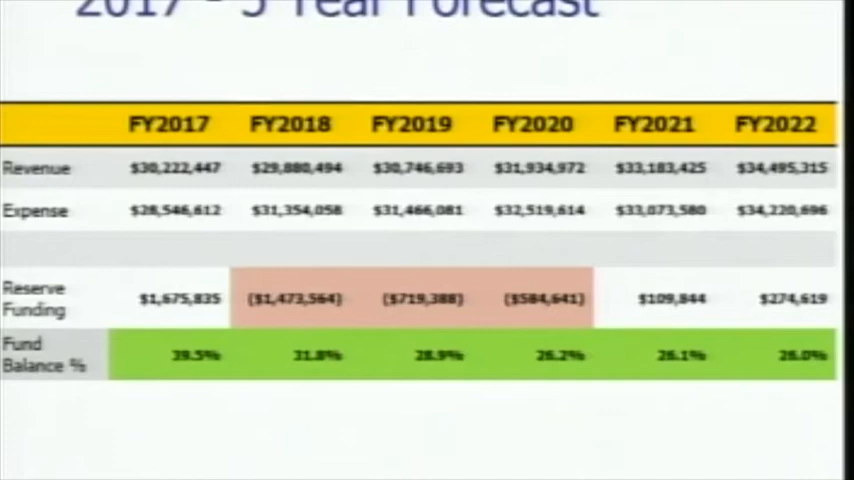 2017 - 5 Year Forecast
FY2017 FY2018 FY2019 FY2020 FY2021 FY2022
Revenue $30,222,447 $29,880,494 $30,746,693 $31,934,972 $33,183,425 $34,495,315
Expense $28,546,612 $31,354,058 $31,466,081 $32,519,614 $33,073,580 $34,220,696
Reserve
Funding $1,675,835 ($1,473,564) ($719,388) ($584,641) $109,844 $274,619
Fund
Balance % 39.5% 31.8% 28.9% 26.2% 26.1% 26.0%